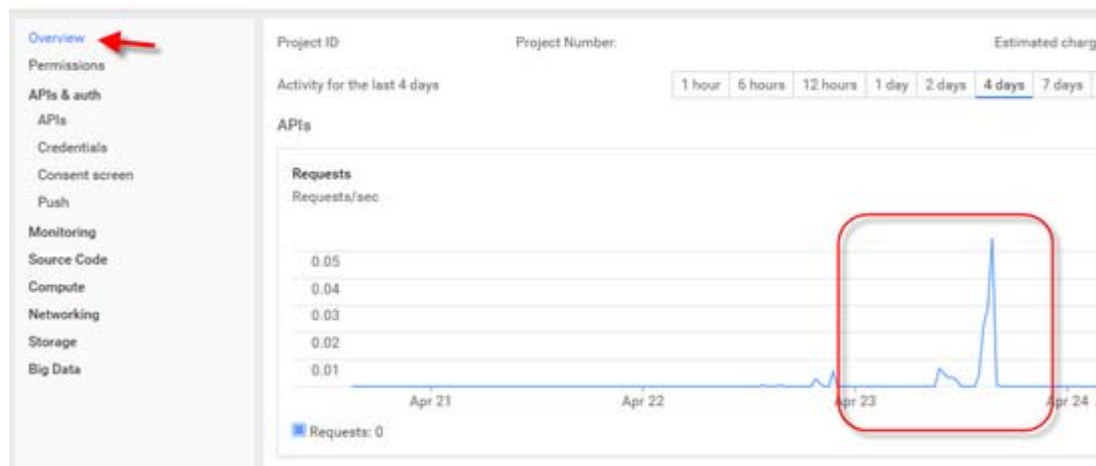 Overview
Permissions
APIs & auth
APIs
Credentials
Consent screen
Push
Monitoring
Source Code
Compute
Networking
Storage
Big Data
Project ID Project Number. Estimated charg
Activity for the last 4 days 1 hour 6 hours 12 hours 1 day 2 days 4 days 7 days
APIs
Requests
Requests/sec
0.05
0.04
0.03
0.02
0.01
Apr 21 Apr 22 Apr 23 Apr 24
Requests: 0